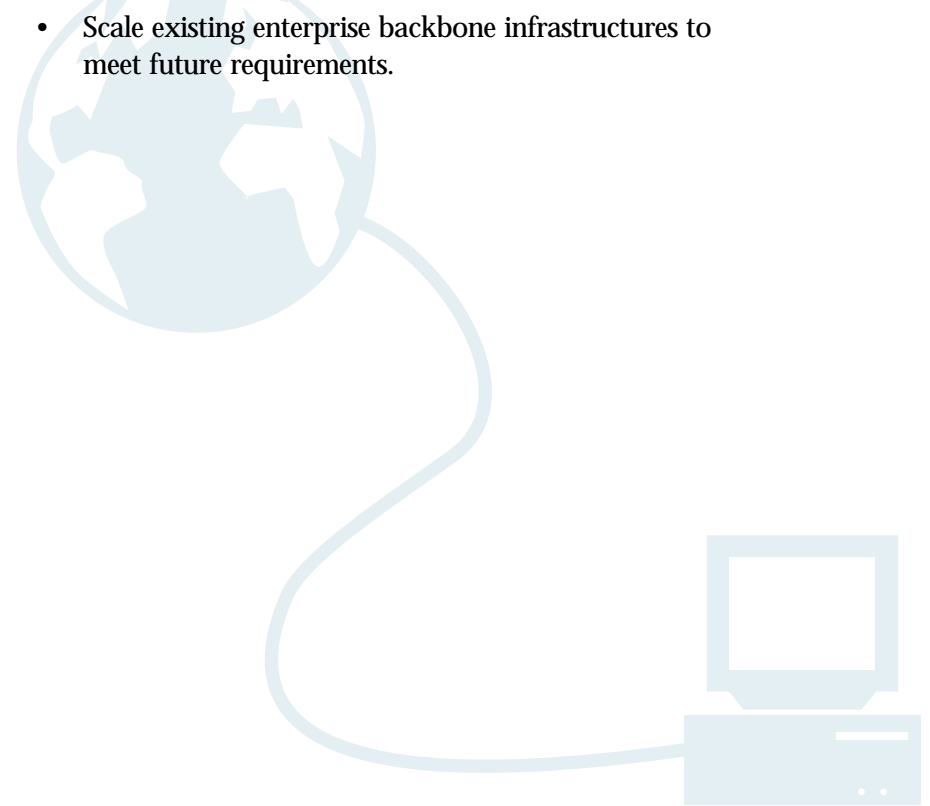 • Scale existing enterprise backbone infrastructures to
meet future requirements.